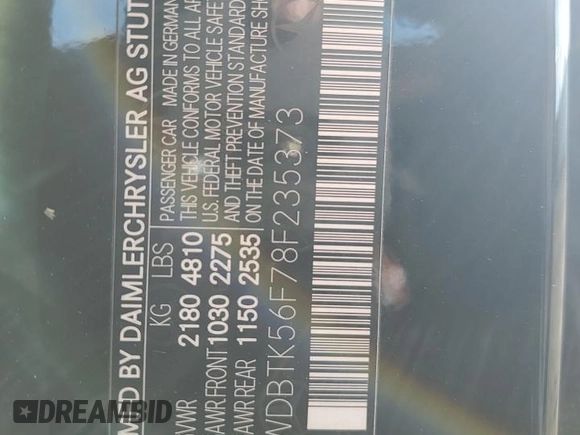 MED BY DAIMLERCHRYSLER AG STUT
KG LBS
GVWR 2180 4810
GAWR FRONT 1030 2275
GAWR REAR 1150 2535
PASSENGER CAR MADE IN GERMAN
THIS VEHICLE CONFORMS TO ALL AP
U.S. FEDERAL MOTOR VEHICLE SAFE
AND THEFT PREVENTION STANDARD
ON THE DATE OF MANUFACTURE SH
WDBTK56F78F235373
DREAMBID